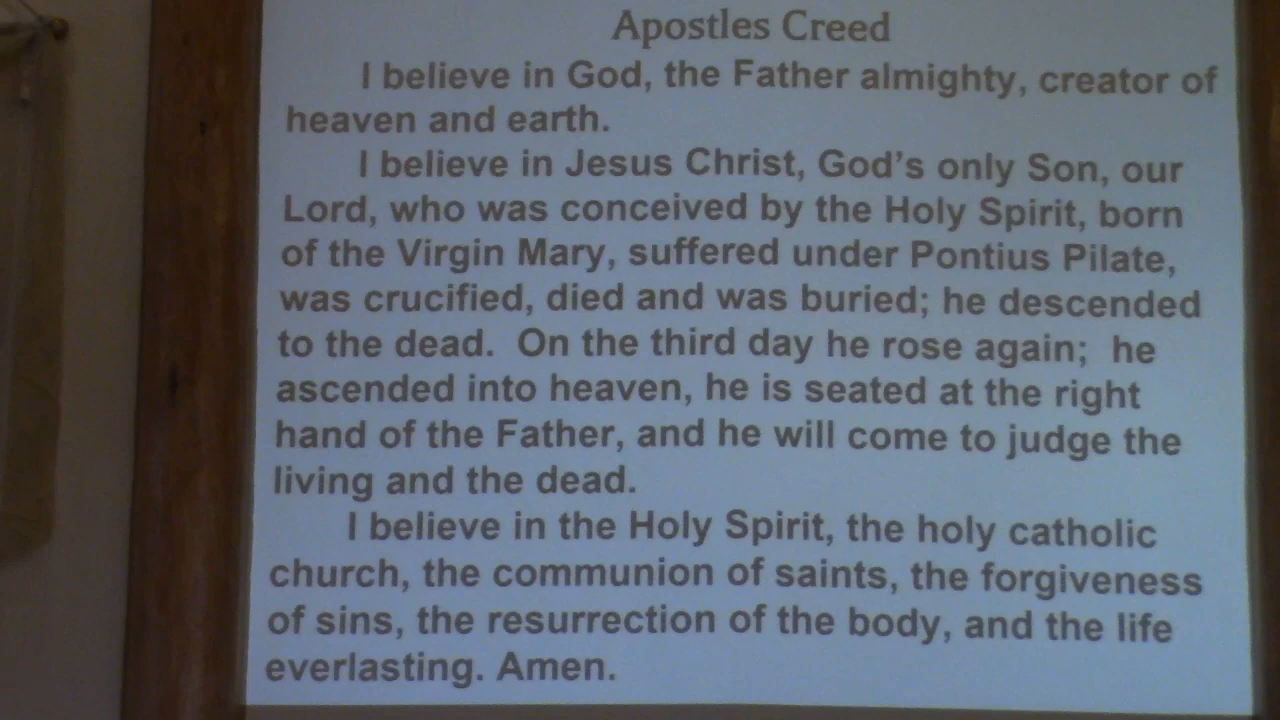 Apostles Creed
I believe in God, the Father almighty, creator of
heaven and earth.
I believe in Jesus Christ, God’s only Son, our
Lord, who was conceived by the Holy Spirit, born
of the Virgin Mary, suffered under Pontius Pilate,
was crucified, died and was buried; he descended
to the dead.  On the third day he rose again;  he
ascended into heaven, he is seated at the right
hand of the Father, and he will come to judge the
living and the dead.
I believe in the Holy Spirit, the holy catholic
church, the communion of saints, the forgiveness
of sins, the resurrection of the body, and the life
everlasting. Amen.